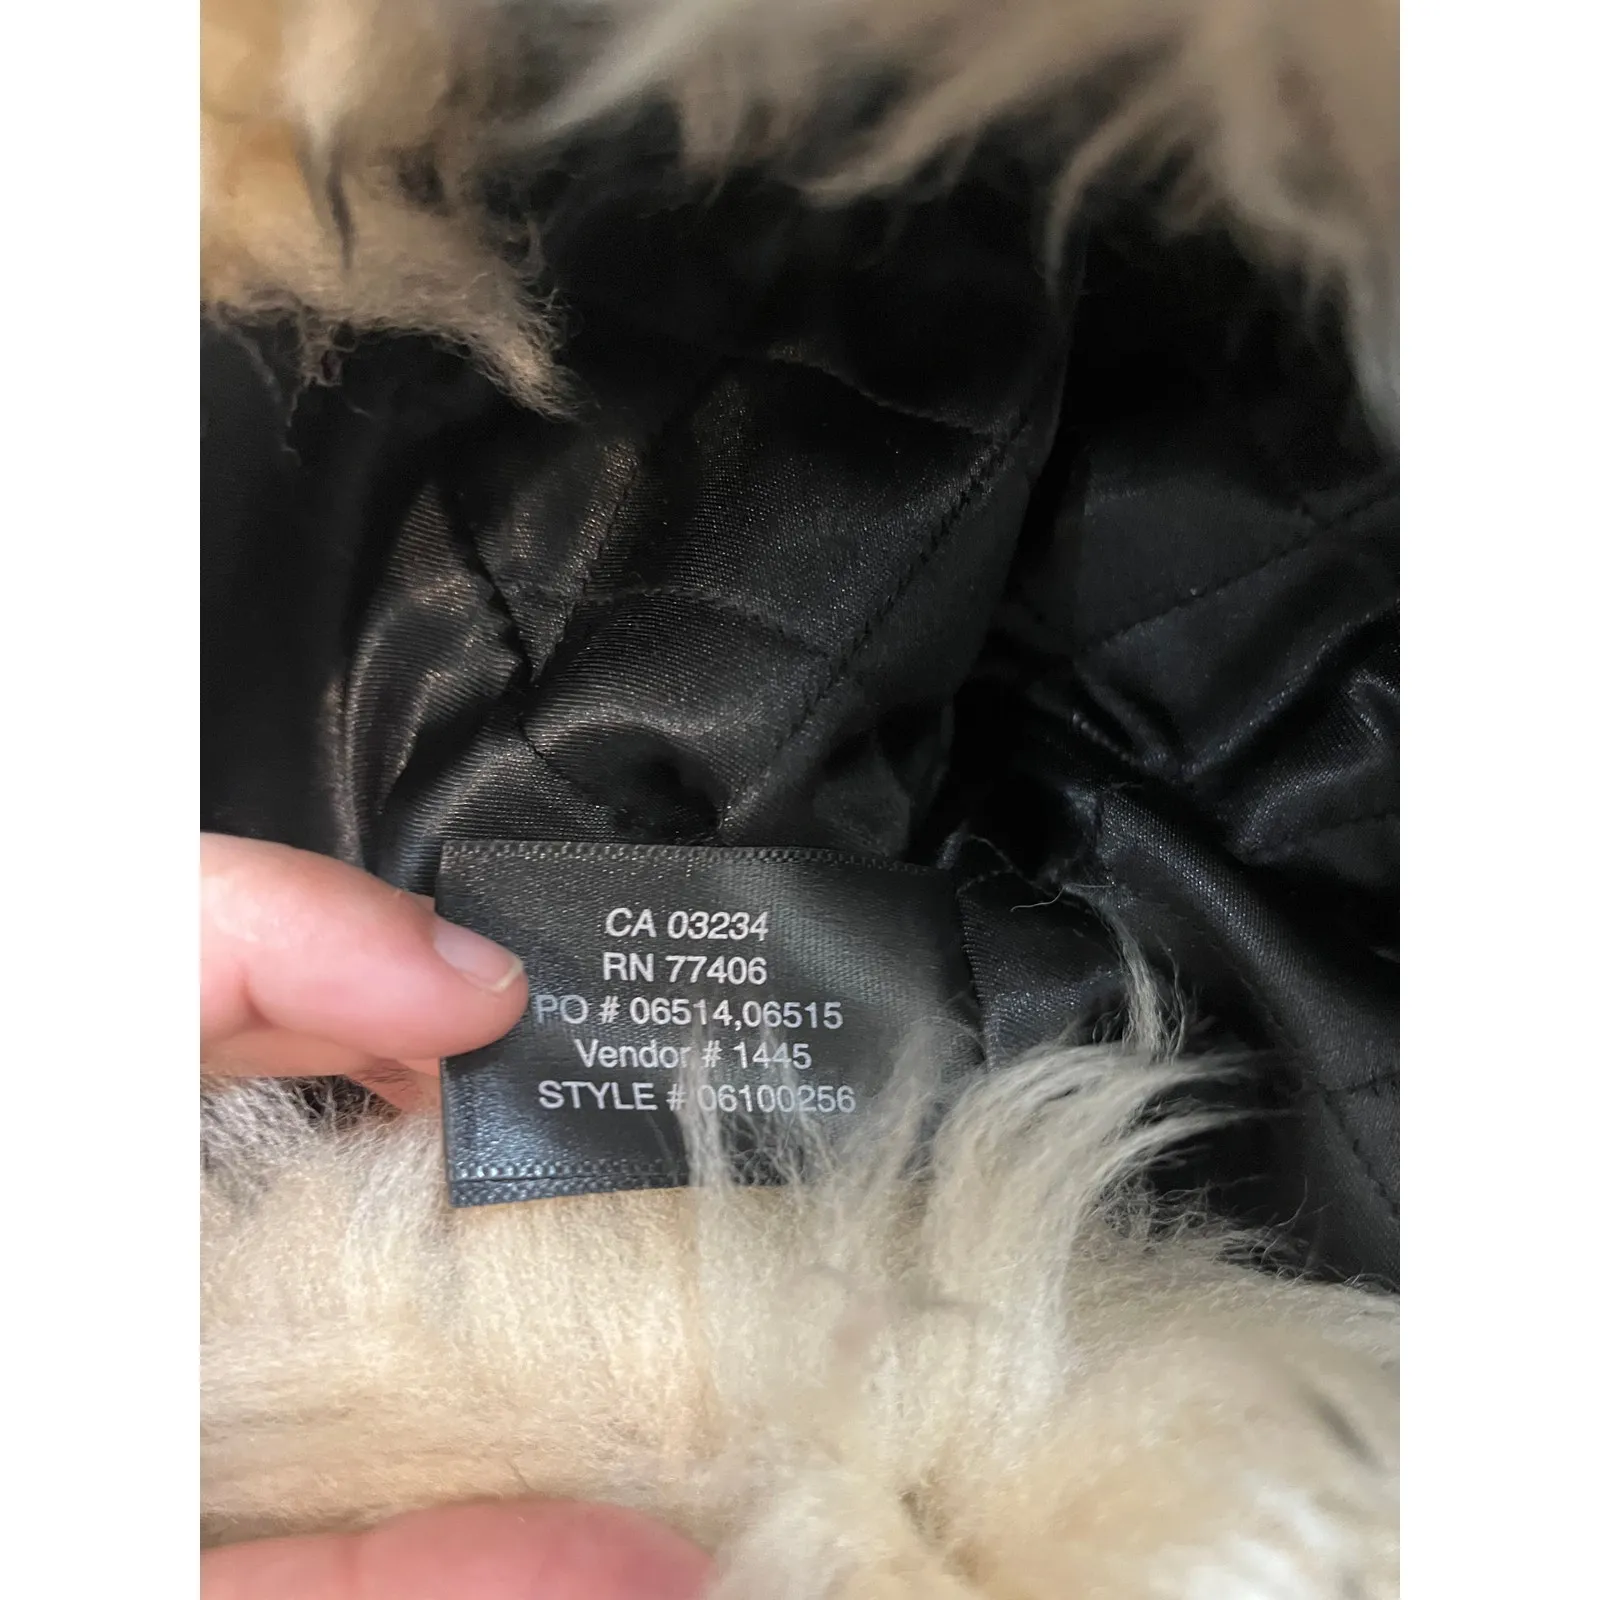 CA 03234
RN 77406
PO # 06514,06515
Vendor # 1445
STYLE # 06100256